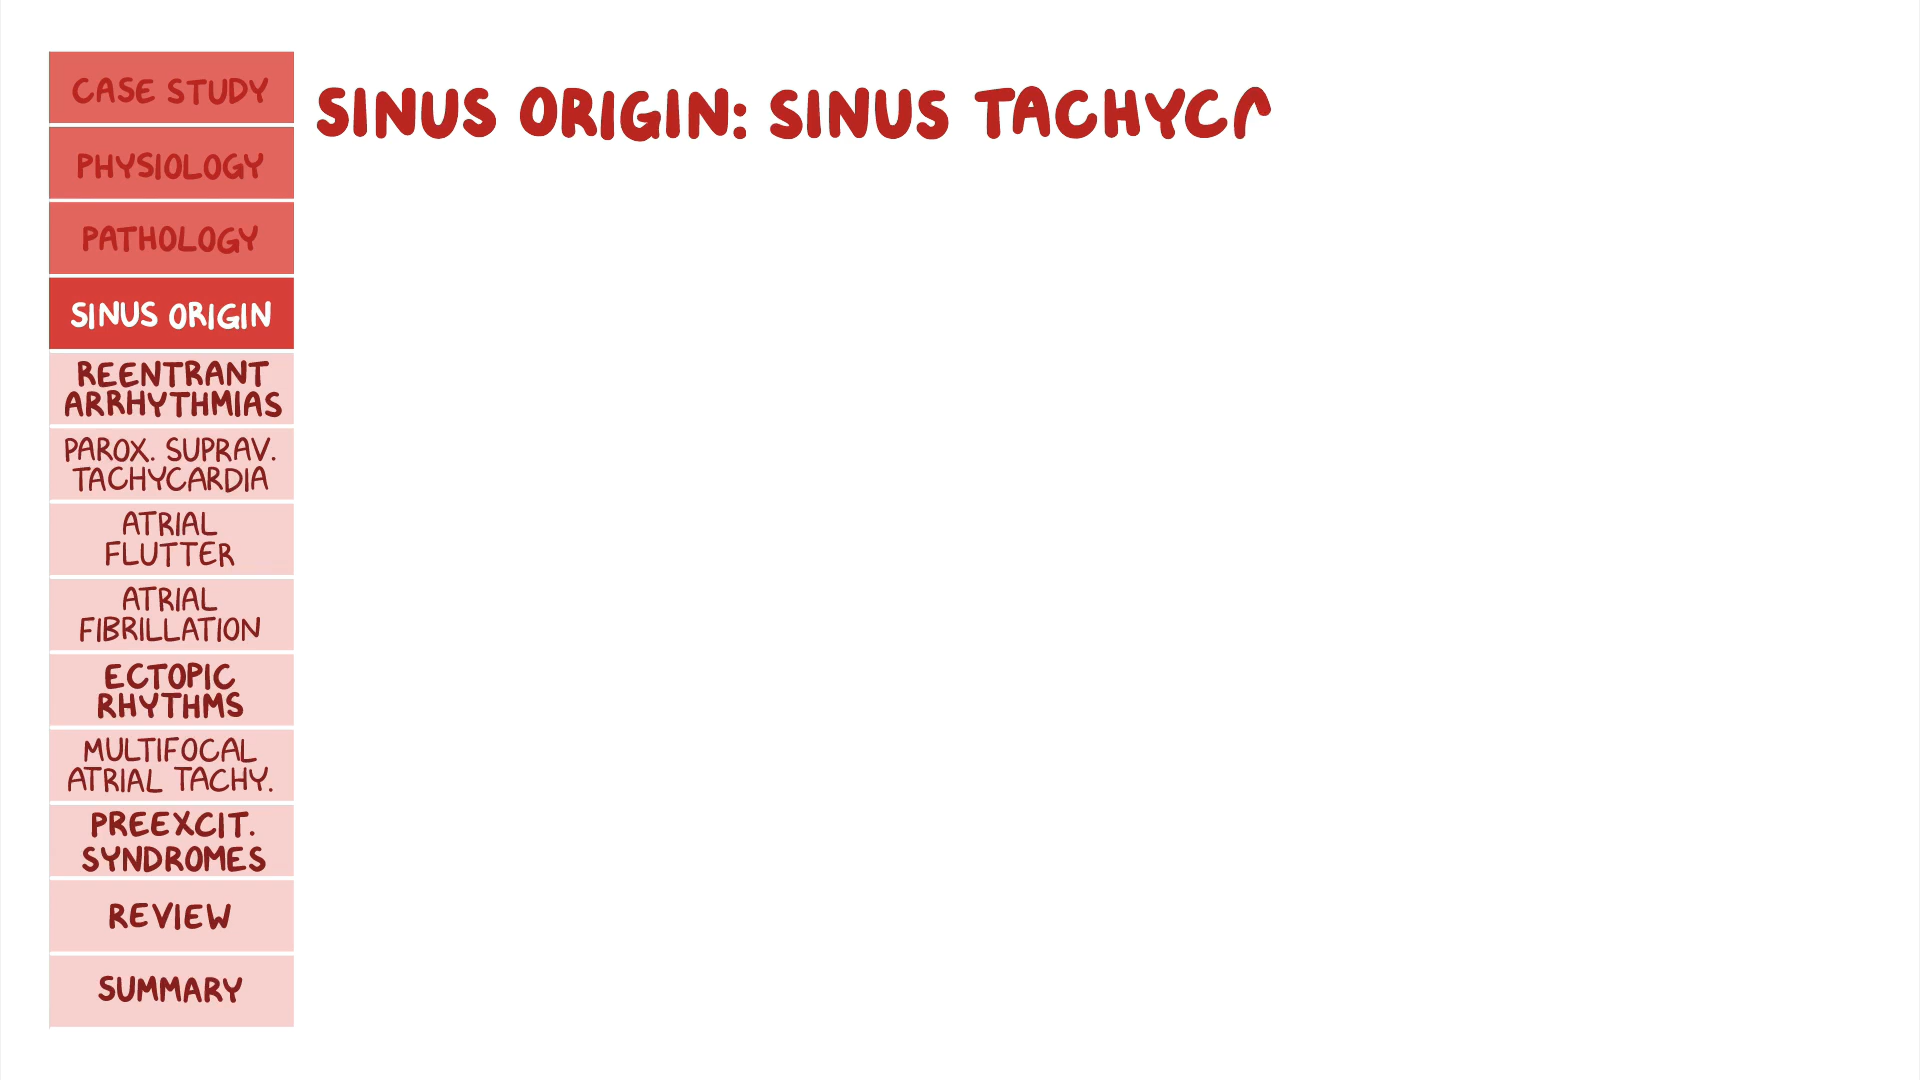 CASE STUDY
PHYSIOLOGY
PATHOLOGY
SINUS ORIGIN
REENTRANT
ARRHYTHMIAS
PAROX. SUPRAV.
TACHYCARDIA
ATRIAL
FLUTTER
ATRIAL
FIBRILLATION
ECTOPIC
RHYTHMS
MULTIFOCAL
ATRIAL TACHY.
PREEXCIT.
SYNDROMES
REVIEW
SUMMARY
SINUS ORIGIN: SINUS TACHYC